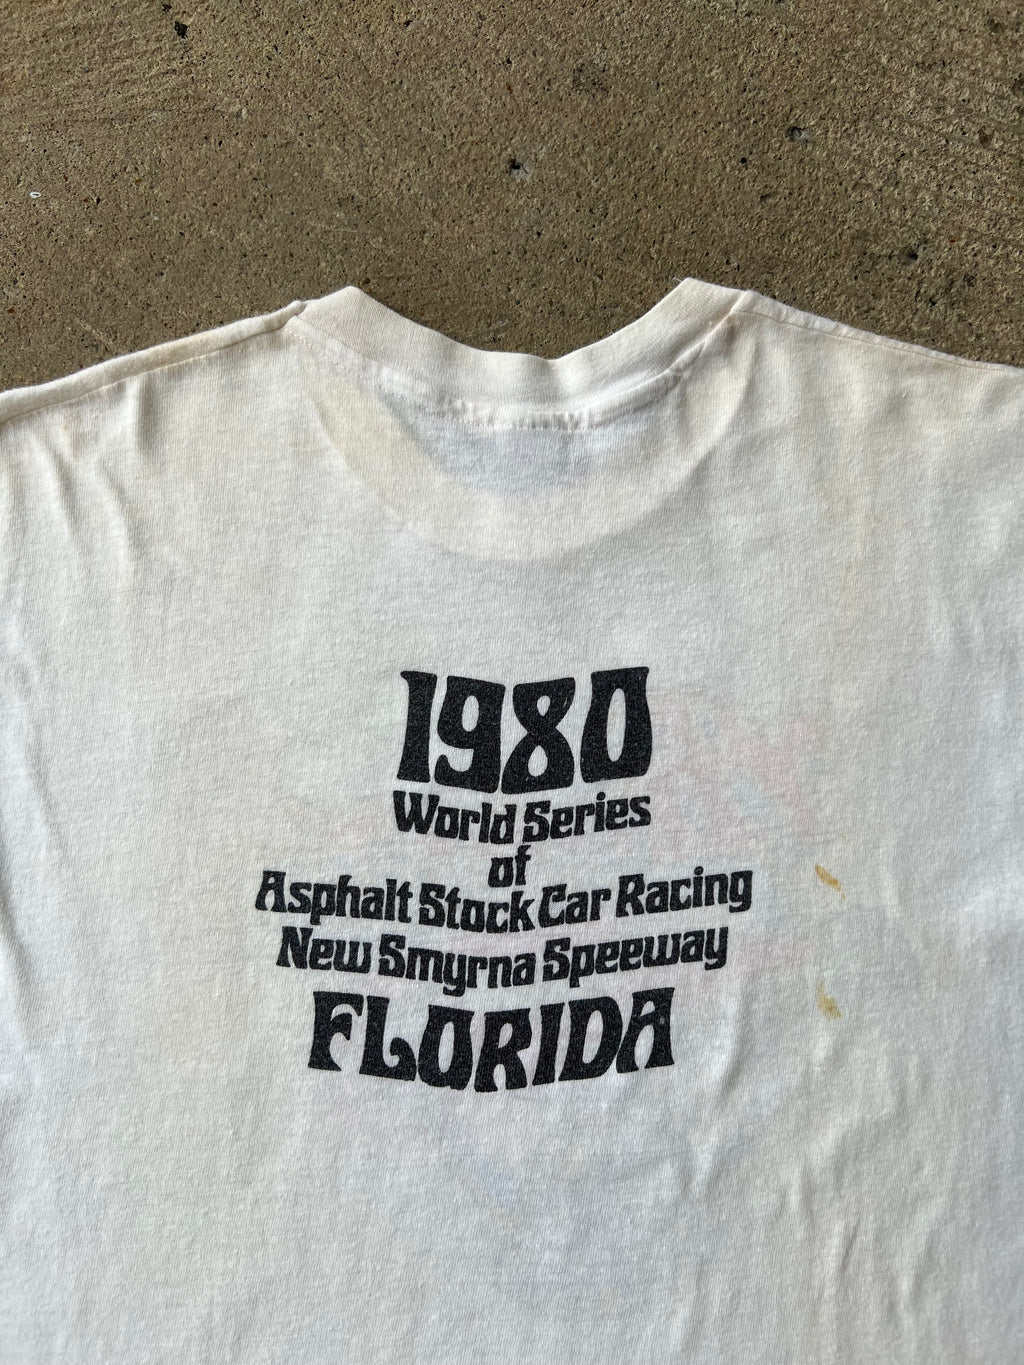 1980
World Series
of
Asphalt Stock Car Racing
New Smyrna Speeway
FLORIDA